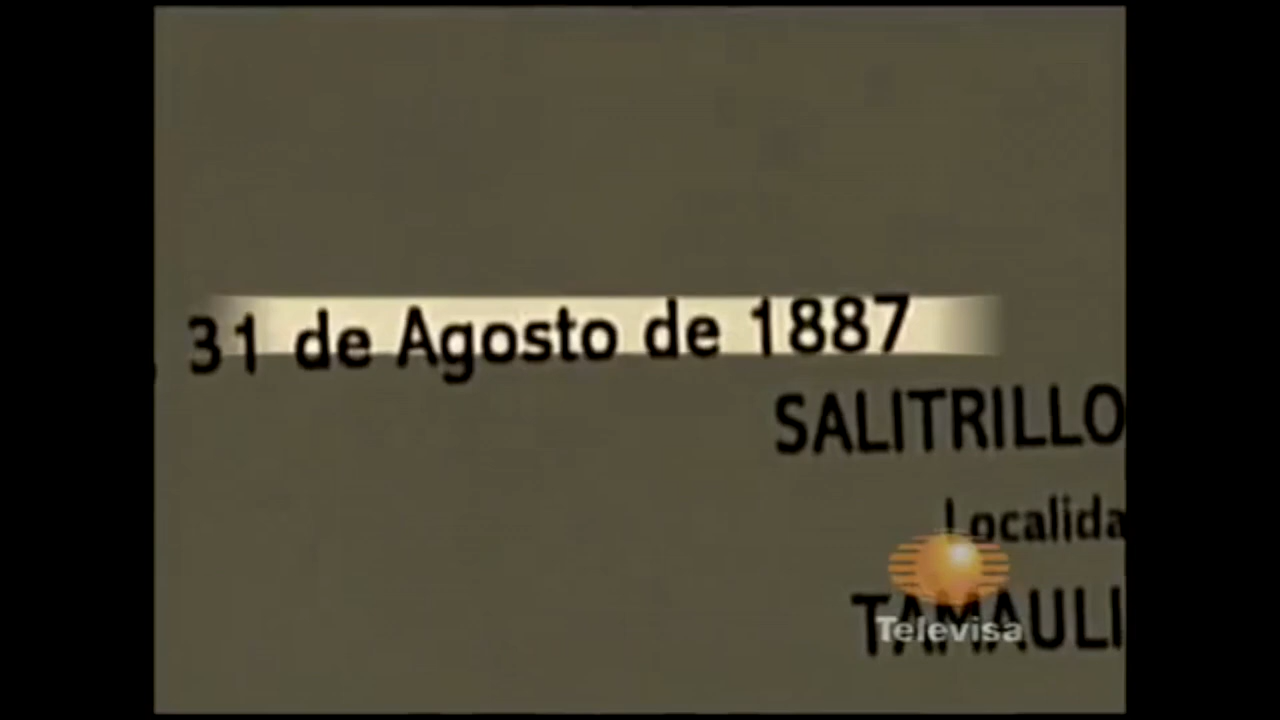 31 de Agosto de 1887
SALITRILLO
Localida
TAMAULI
Televisa